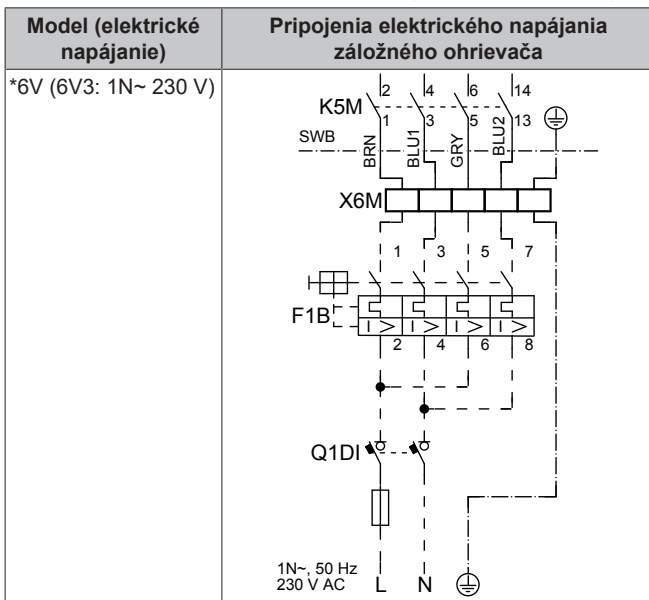 Model (elektrické napájanie)
Pripojenia elektrického napájania záložného ohrievača
*6V (6V3: 1N~ 230 V)
2 4 6 14
K5M
1 3 5 13
SWB
BRN BLU1 GRY BLU2
X6M
1 3 5 7
F1B
I > I > I > I >
2 4 6 8
Q1DI
1N~, 50 Hz
230 V AC
L N